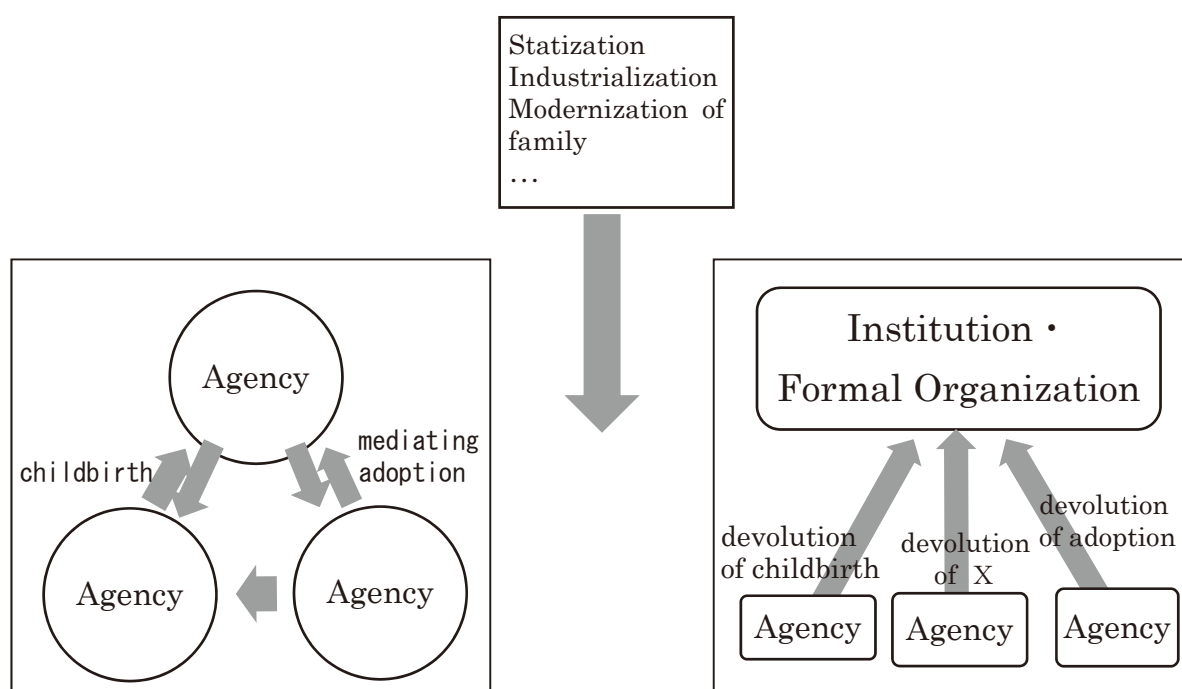 Statization
Industrialization
Modernization of
family
…
Agency
childbirth
mediating
adoption
Agency
Agency
Institution・
Formal Organization
devolution
of childbirth
devolution
of X
devolution
of adoption
Agency
Agency
Agency